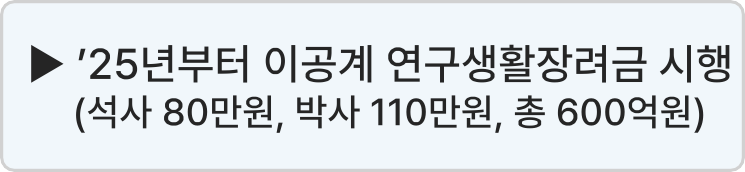 ▶ ’25년부터 이공계 연구생활장려금 시행
(석사 80만원, 박사 110만원, 총 600억원)